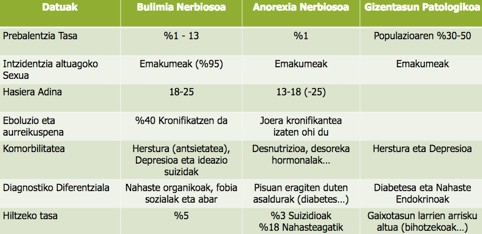 Datuak Bulimia Nerbiosoa Anorexia Nerbiosoa Gizentasun Patologikoa
Prebalentzia Tasa %1 - 13 %1 Populazioaren %30-50
Intzidentzia altuagoko Emakumeak (%95) Emakumeak Emakumeak
Sexua
Hasiera Adina 18-25 13-18 (-25)
Eboluzio eta %40 Kronifikatzen da Joera kronifikantea
aurreikuspena izaten ohi du
Komorbilitatea Herstura (antsietatea), Desnutrizioa, desoreka Herstura eta Depresioa
Depresioa eta ideazio hormonalak...
suizidak
Diagnostiko Diferentziala Nahaste organikoak, fobia Pisuan eragiten duten Diabetesa eta Nahaste
sozialak eta abar asaldurak (diabetes...) Endokrinoak
Hiltzeko tasa %5 %3 Suizidioak Gaixotasun larrien arrisku
%18 Nahasteagatik altua (bihotzekoak...)